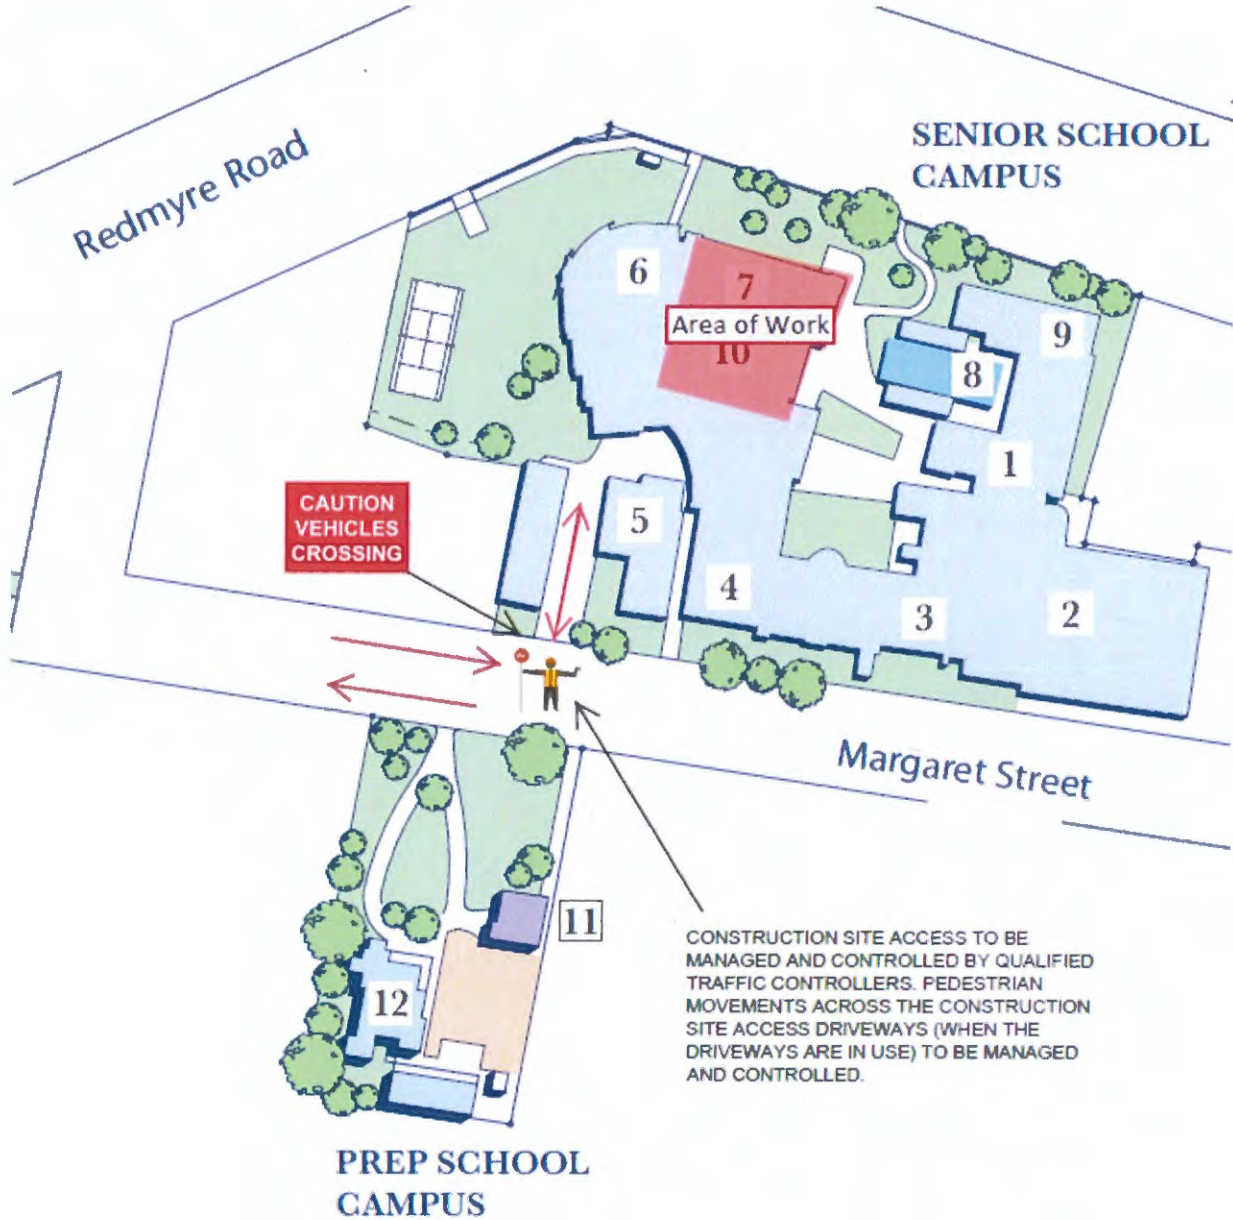 SENIOR SCHOOL
CAMPUS
Redmyre Road
6
7
Area of Work
10
9
8
1
CAUTION
VEHICLES
CROSSING
5
4
3
2
Margaret Street
11
12
CONSTRUCTION SITE ACCESS TO BE
MANAGED AND CONTROLLED BY QUALIFIED
TRAFFIC CONTROLLERS. PEDESTRIAN
MOVEMENTS ACROSS THE CONSTRUCTION
SITE ACCESS DRIVEWAYS (WHEN THE
DRIVEWAYS ARE IN USE) TO BE MANAGED
AND CONTROLLED.
PREP SCHOOL
CAMPUS